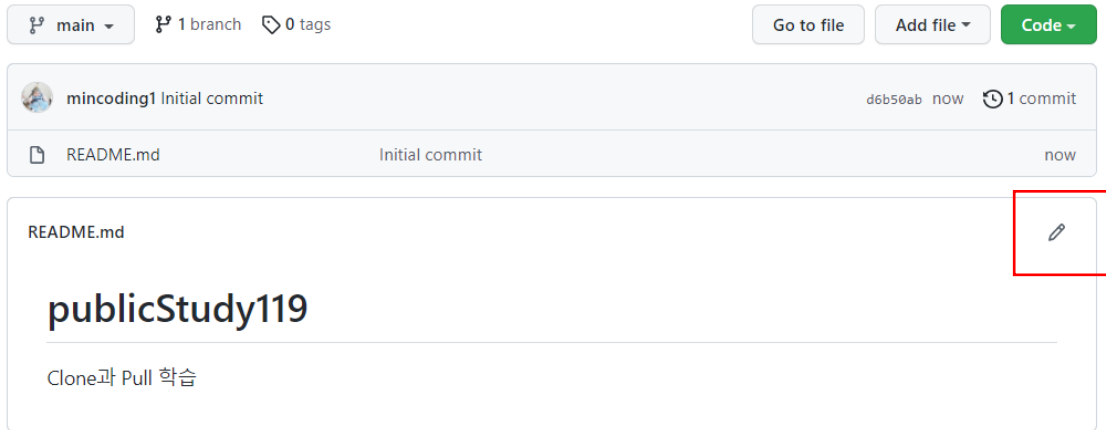 main 1 branch 0 tags Go to file Add file Code
mincoding1 Initial commit d6b50ab now 1 commit
README.md Initial commit now
README.md
publicStudy119
Clone과 Pull 학습